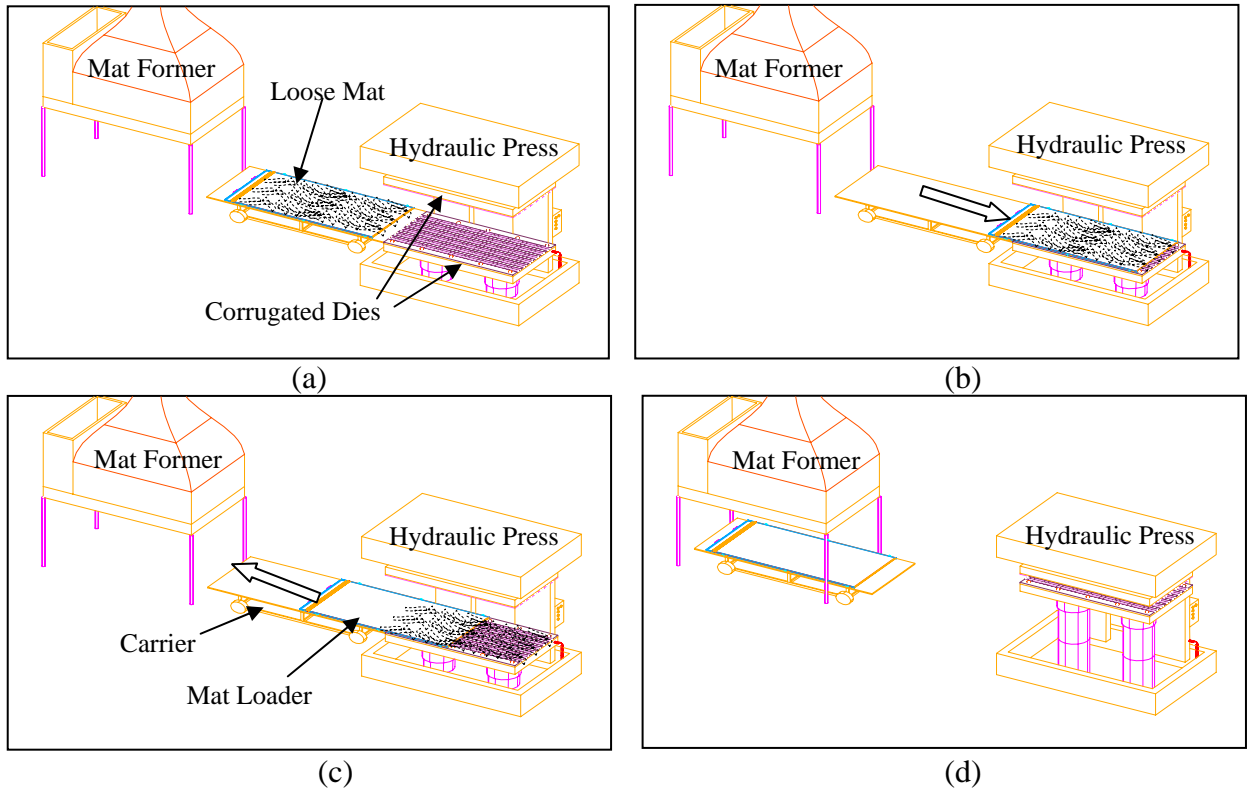 Mat Former
Loose Mat
Hydraulic Press
Corrugated Dies
(a)
Mat Former
Hydraulic Press
(b)
Mat Former
Hydraulic Press
Carrier
Mat Loader
(c)
Mat Former
Hydraulic Press
(d)